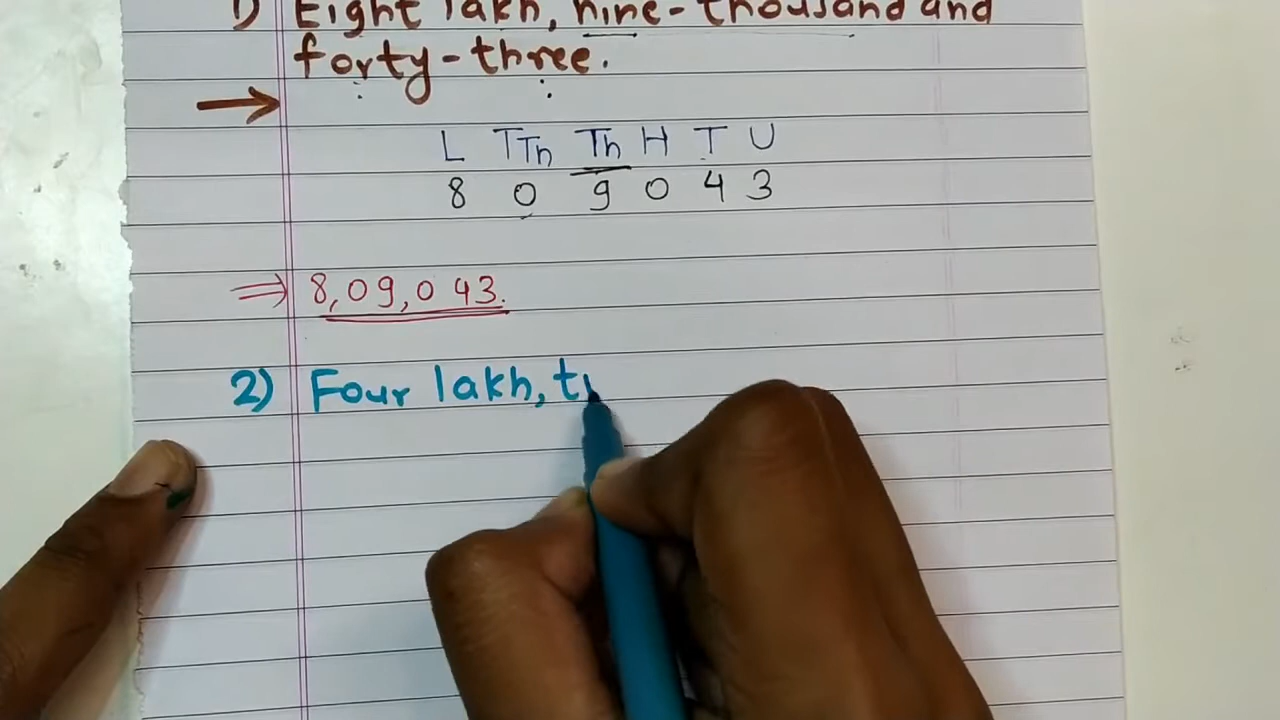 1) Eight lakh, nine-thousand and
forty-three.
L TTh Th H T U
8 0 9 0 4 3
⇒ 8,09,043.
2) Four lakh,